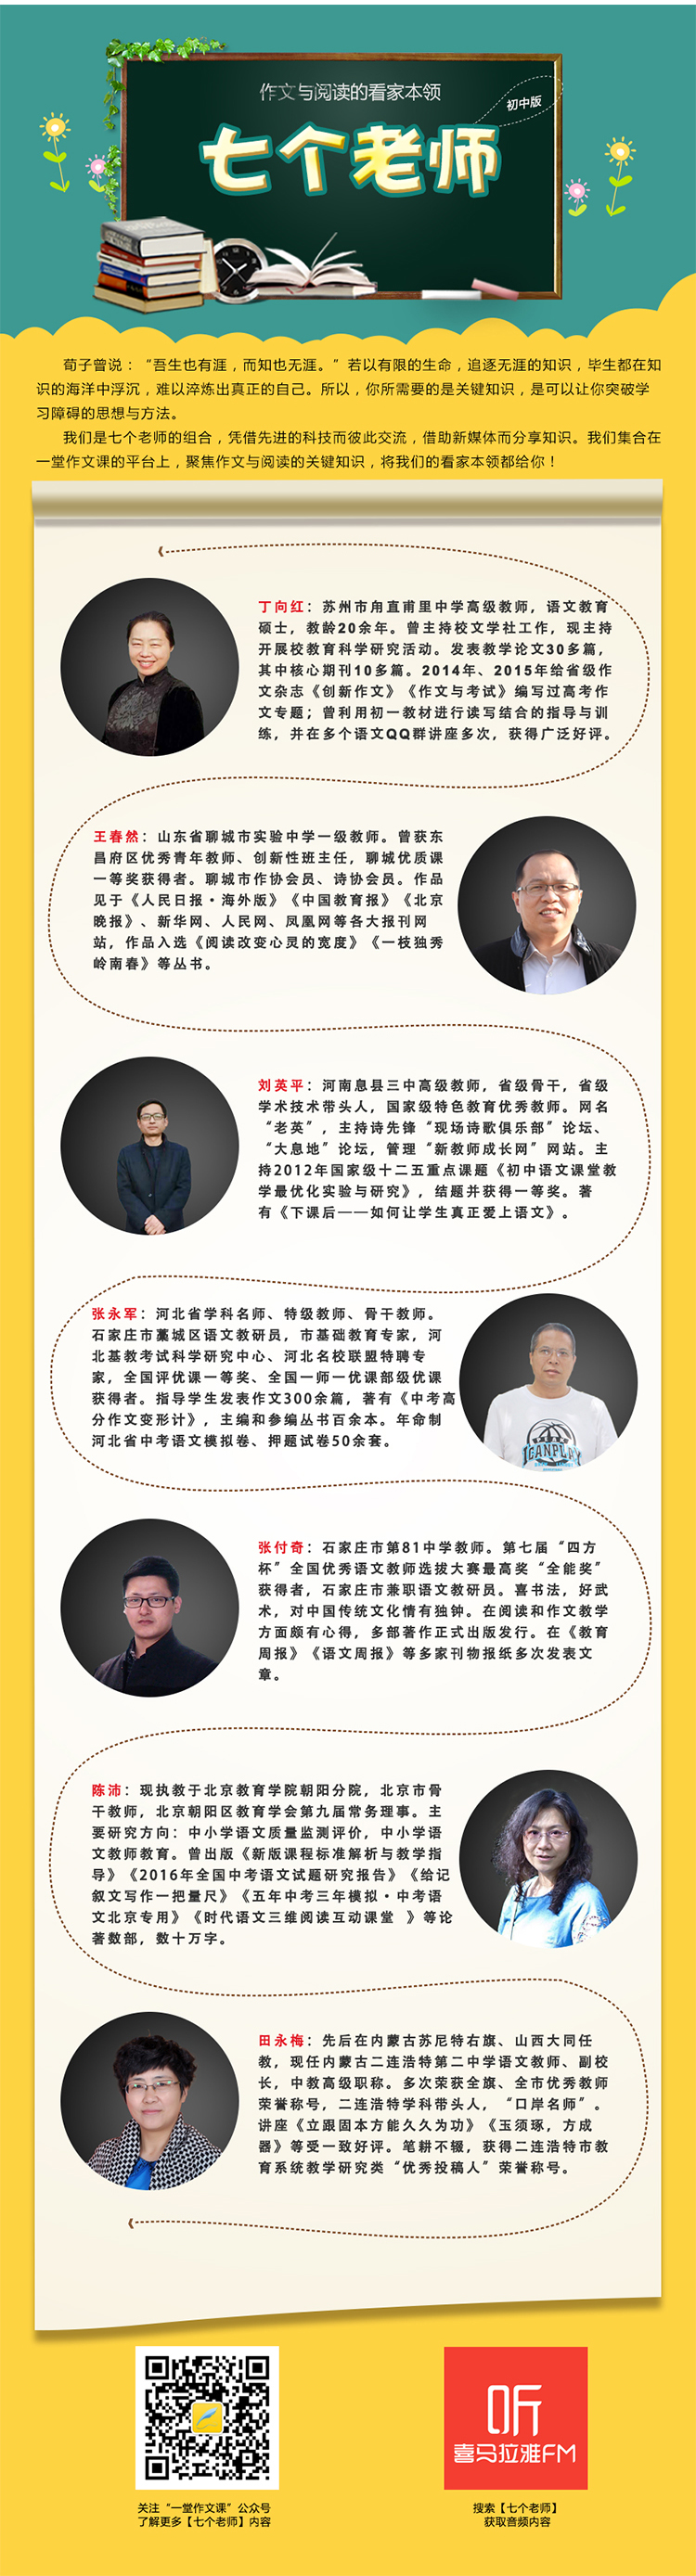 作文与阅读的看家本领
初中版
七个老师
荀子曾说：“吾生也有涯，而知也无涯。”若以有限的生命，追逐无涯的知识，毕生都在知
识的海洋中浮沉，难以淬炼出真正的自己。所以，你所需要的是关键知识，是可以让你突破学
习障碍的思想与方法。
我们是七个老师的组合，凭借先进的科技而彼此交流，借助新媒体而分享知识。我们集合在
一堂作文课的平台上，聚焦作文与阅读的关键知识，将我们的看家本领都给你！
丁向红：苏州市甪直甫里中学高级教师，语文教育
硕士，教龄20余年。曾主持校文学社工作，现主持
开展校教育科学研究活动。发表教学论文30多篇，
其中核心期刊10多篇。2014年、2015年给省级作
文杂志《创新作文》《作文与考试》编写过高考作
文专题；曾利用初一教材进行读写结合的指导与训
练，并在多个语文QQ群讲座多次，获得广泛好评。
王春然：山东省聊城市实验中学一级教师。曾获东
昌府区优秀青年教师、创新性班主任，聊城优质课
一等奖获得者。聊城市作协会员、诗协会员。作品
见于《人民日报·海外版》《中国教育报》《北京
晚报》、新华网、人民网、凤凰网等各大报刊网
站，作品入选《阅读改变心灵的宽度》《一枝独秀
岭南春》等丛书。
刘英平：河南息县三中高级教师，省级骨干，省级
学术技术带头人，国家级特色教育优秀教师。网名
“老英”，主持诗先锋“现场诗歌俱乐部”论坛、
“大息地”论坛，管理“新教师成长网”网站。主
持2012年国家级十二五重点课题《初中语文课堂教
学最优化实验与研究》，结题并获得一等奖。著
有《下课后——如何让学生真正爱上语文》。
张永军：河北省学科名师、特级教师、骨干教师。
石家庄市藁城区语文教研员，市基础教育专家，河
北基教考试科学研究中心、河北名校联盟特聘专
家，全国评优课一等奖、全国一师一优课部级优课
获得者。指导学生发表作文300余篇，著有《中考高
分作文变形计》，主编和参编丛书百余本。年命制
河北省中考语文模拟卷、押题试卷50余套。
ICANPLAY
张付奇：石家庄市第81中学教师。第七届“四方
杯”全国优秀语文教师选拔大赛最高奖“全能奖”
获得者，石家庄市兼职语文教研员。喜书法，好武
术，对中国传统文化情有独钟。在阅读和作文教学
方面颇有心得，多部著作正式出版发行。在《教育
周报》《语文周报》等多家刊物报纸多次发表文
章。
陈沛：现执教于北京教育学院朝阳分院，北京市骨
干教师，北京朝阳区教育学会第九届常务理事。主
要研究方向：中小学语文质量监测评价，中小学语
文教师教育。曾出版《新版课程标准解析与教学指
导》《2016年全国中考语文试题研究报告》《给记
叙文写作一把量尺》《五年中考三年模拟·中考语
文北京专用》《时代语文三维阅读互动课堂 》等论
著数部，数十万字。
田永梅：先后在内蒙古苏尼特右旗、山西大同任
教，现任内蒙古二连浩特第二中学语文教师、副校
长，中教高级职称。多次荣获全旗、全市优秀教师
荣誉称号，二连浩特学科带头人，“口岸名师”。
讲座《立跟固本方能久久为功》《玉须琢，方成
器》等受一致好评。笔耕不辍，获得二连浩特市教
育系统教学研究类“优秀投稿人”荣誉称号。
听
喜马拉雅FM
关注“一堂作文课”公众号
了解更多【七个老师】内容
搜索【七个老师】
获取音频内容